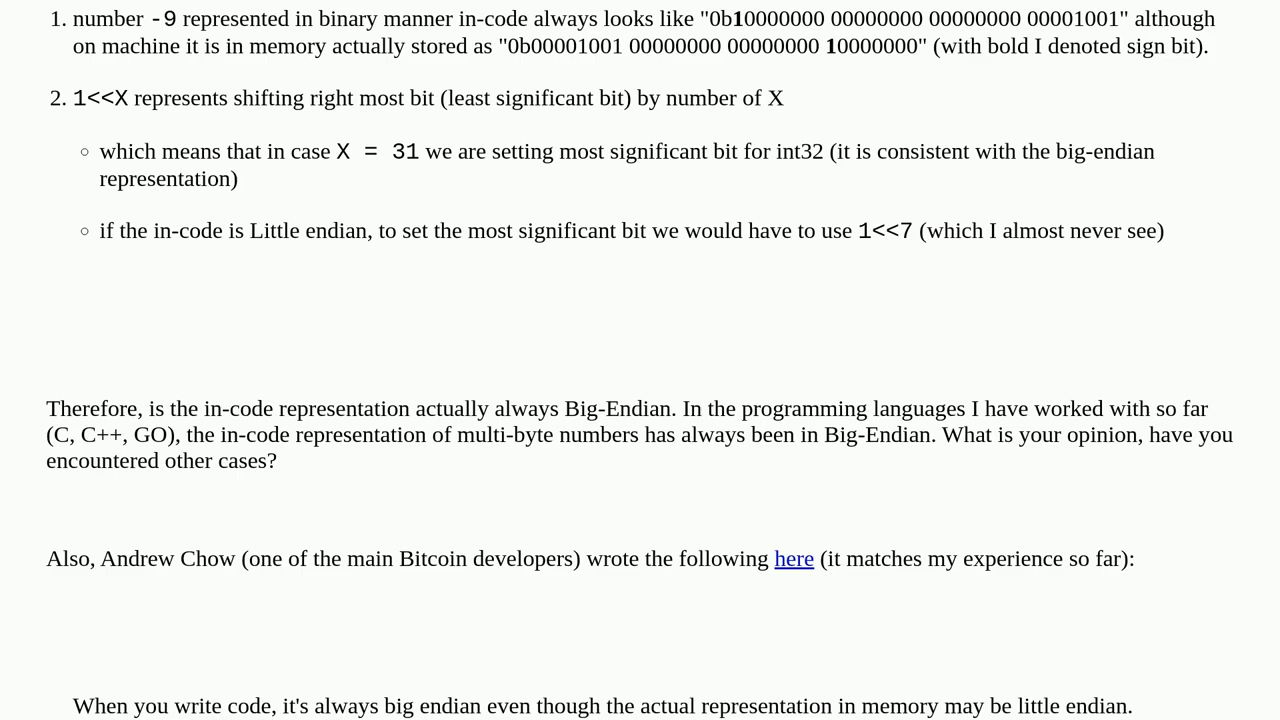 1. number -9 represented in binary manner in-code always looks like "0b10000000 00000000 00000000 00001001" although
on machine it is in memory actually stored as "0b00001001 00000000 00000000 10000000" (with bold I denoted sign bit).
2. 1<<X represents shifting right most bit (least significant bit) by number of X
◦ which means that in case X = 31 we are setting most significant bit for int32 (it is consistent with the big-endian
representation)
◦ if the in-code is Little endian, to set the most significant bit we would have to use 1<<7 (which I almost never see)
Therefore, is the in-code representation actually always Big-Endian. In the programming languages I have worked with so far
(C, C++, GO), the in-code representation of multi-byte numbers has always been in Big-Endian. What is your opinion, have you
encountered other cases?
Also, Andrew Chow (one of the main Bitcoin developers) wrote the following here (it matches my experience so far):
When you write code, it's always big endian even though the actual representation in memory may be little endian.